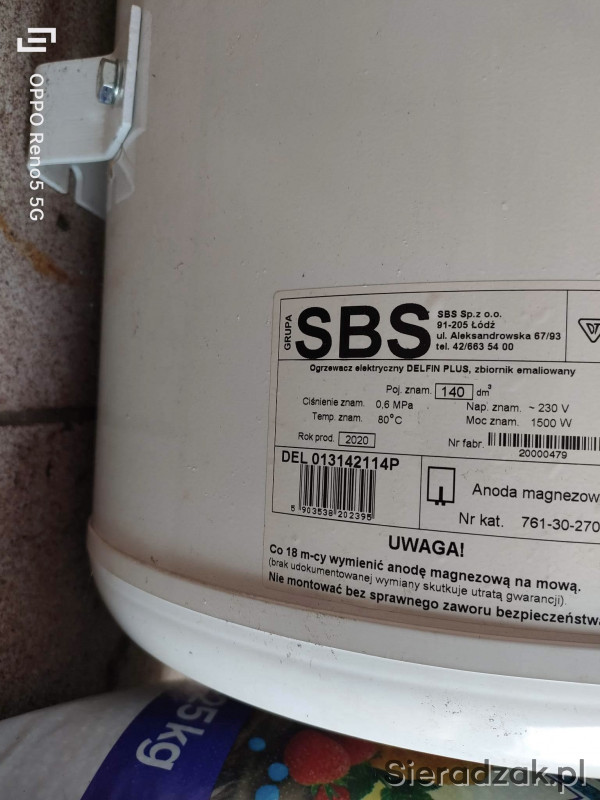 OPPO Reno5 5G
GRUPA
SBS
SBS Sp.z o.o.
91-205 Łódź
ul. Aleksandrowska 67/93
tel. 42/663 54 00
Ogrzewacz elektryczny DELFIN PLUS, zbiornik emaliowany
Poj. znam. 140 dm³
Ciśnienie znam. 0,6 MPa Nap. znam. ~ 230 V
Temp. znam. 80°C Moc znam. 1500 W
Rok prod. 2020 Nr fabr.
20000479
DEL 013142114P
5 903538 202395
Anoda magnezow
Nr kat. 761-30-270
UWAGA!
Co 18 m-cy wymienić anodę magnezową na mową.
(brak udokumentowanej wymiany skutkuje utratą gwarancji).
Nie montować bez sprawnego zaworu bezpieczeństwa
25kg
Sieradzak.pl